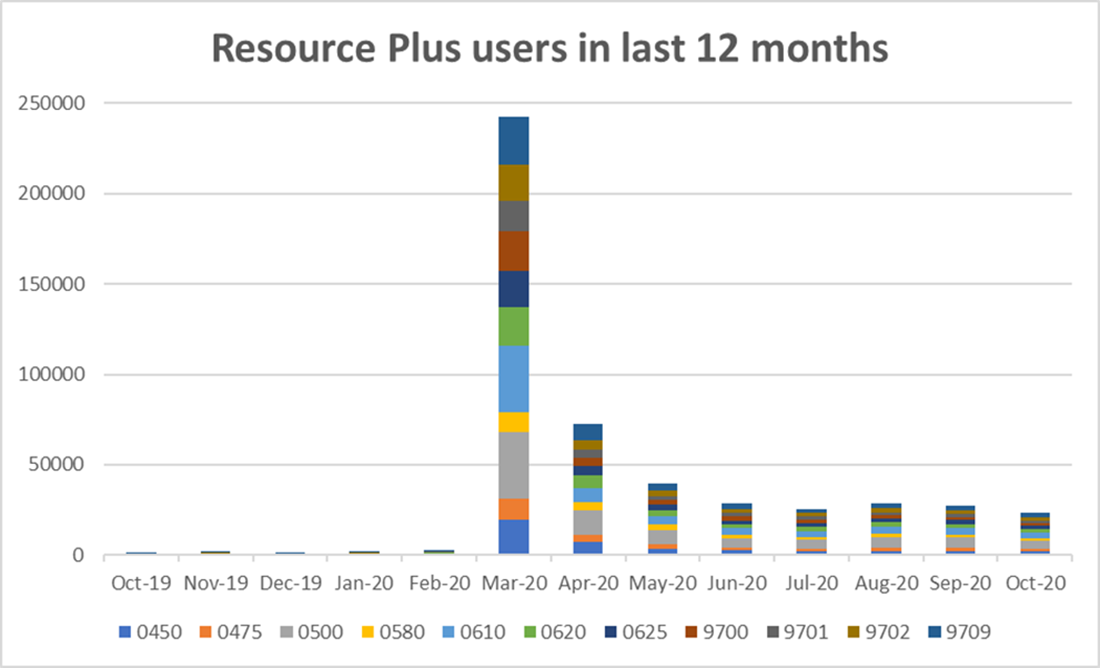 Resource Plus users in last 12 months
250000
200000
150000
100000
50000
0
Oct-19 Nov-19 Dec-19 Jan-20 Feb-20 Mar-20 Apr-20 May-20 Jun-20 Jul-20 Aug-20 Sep-20 Oct-20
0450 0475 0500 0580 0610 0620 0625 9700 9701 9702 9709